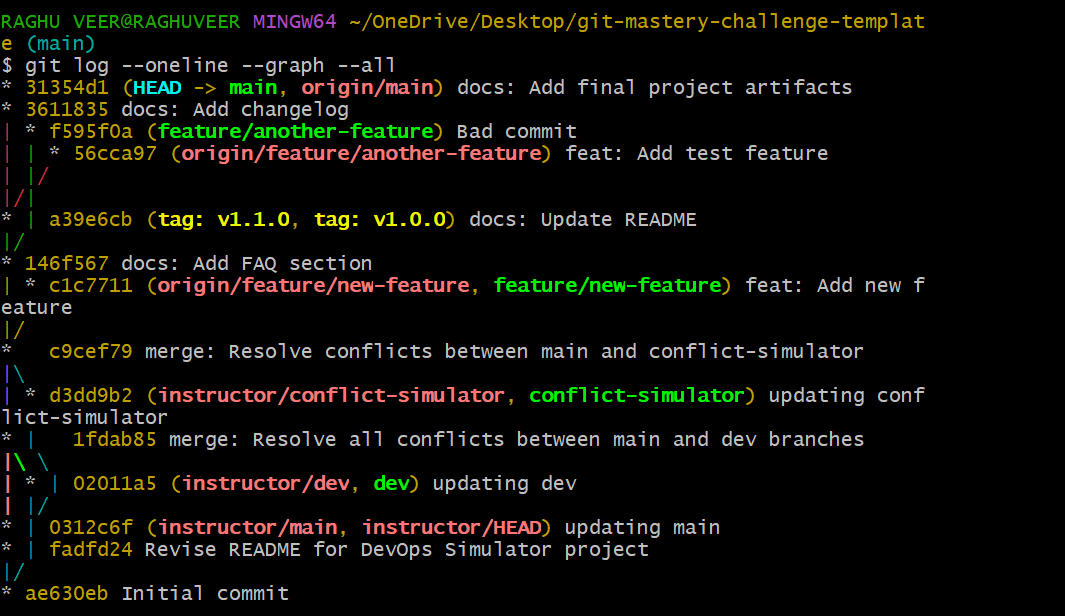 RAGHU VEER@RAGHUVEER MINGW64 ~/OneDrive/Desktop/git-mastery-challenge-templat
e (main)
$ git log --oneline --graph --all
* 31354d1 (HEAD -> main, origin/main) docs: Add final project artifacts
* 3611835 docs: Add changelog
| * f595f0a (feature/another-feature) Bad commit
| | * 56cca97 (origin/feature/another-feature) feat: Add test feature
| |/
|/|
* | a39e6cb (tag: v1.1.0, tag: v1.0.0) docs: Update README
|/
* 146f567 docs: Add FAQ section
| * c1c7711 (origin/feature/new-feature, feature/new-feature) feat: Add new f
eature
|/
*   c9cef79 merge: Resolve conflicts between main and conflict-simulator
|\
| * d3dd9b2 (instructor/conflict-simulator, conflict-simulator) updating conf
lict-simulator
* |   1fdab85 merge: Resolve all conflicts between main and dev branches
|\ \
| * | 02011a5 (instructor/dev, dev) updating dev
| |/
* | 0312c6f (instructor/main, instructor/HEAD) updating main
* | fadfd24 Revise README for DevOps Simulator project
|/
* ae630eb Initial commit